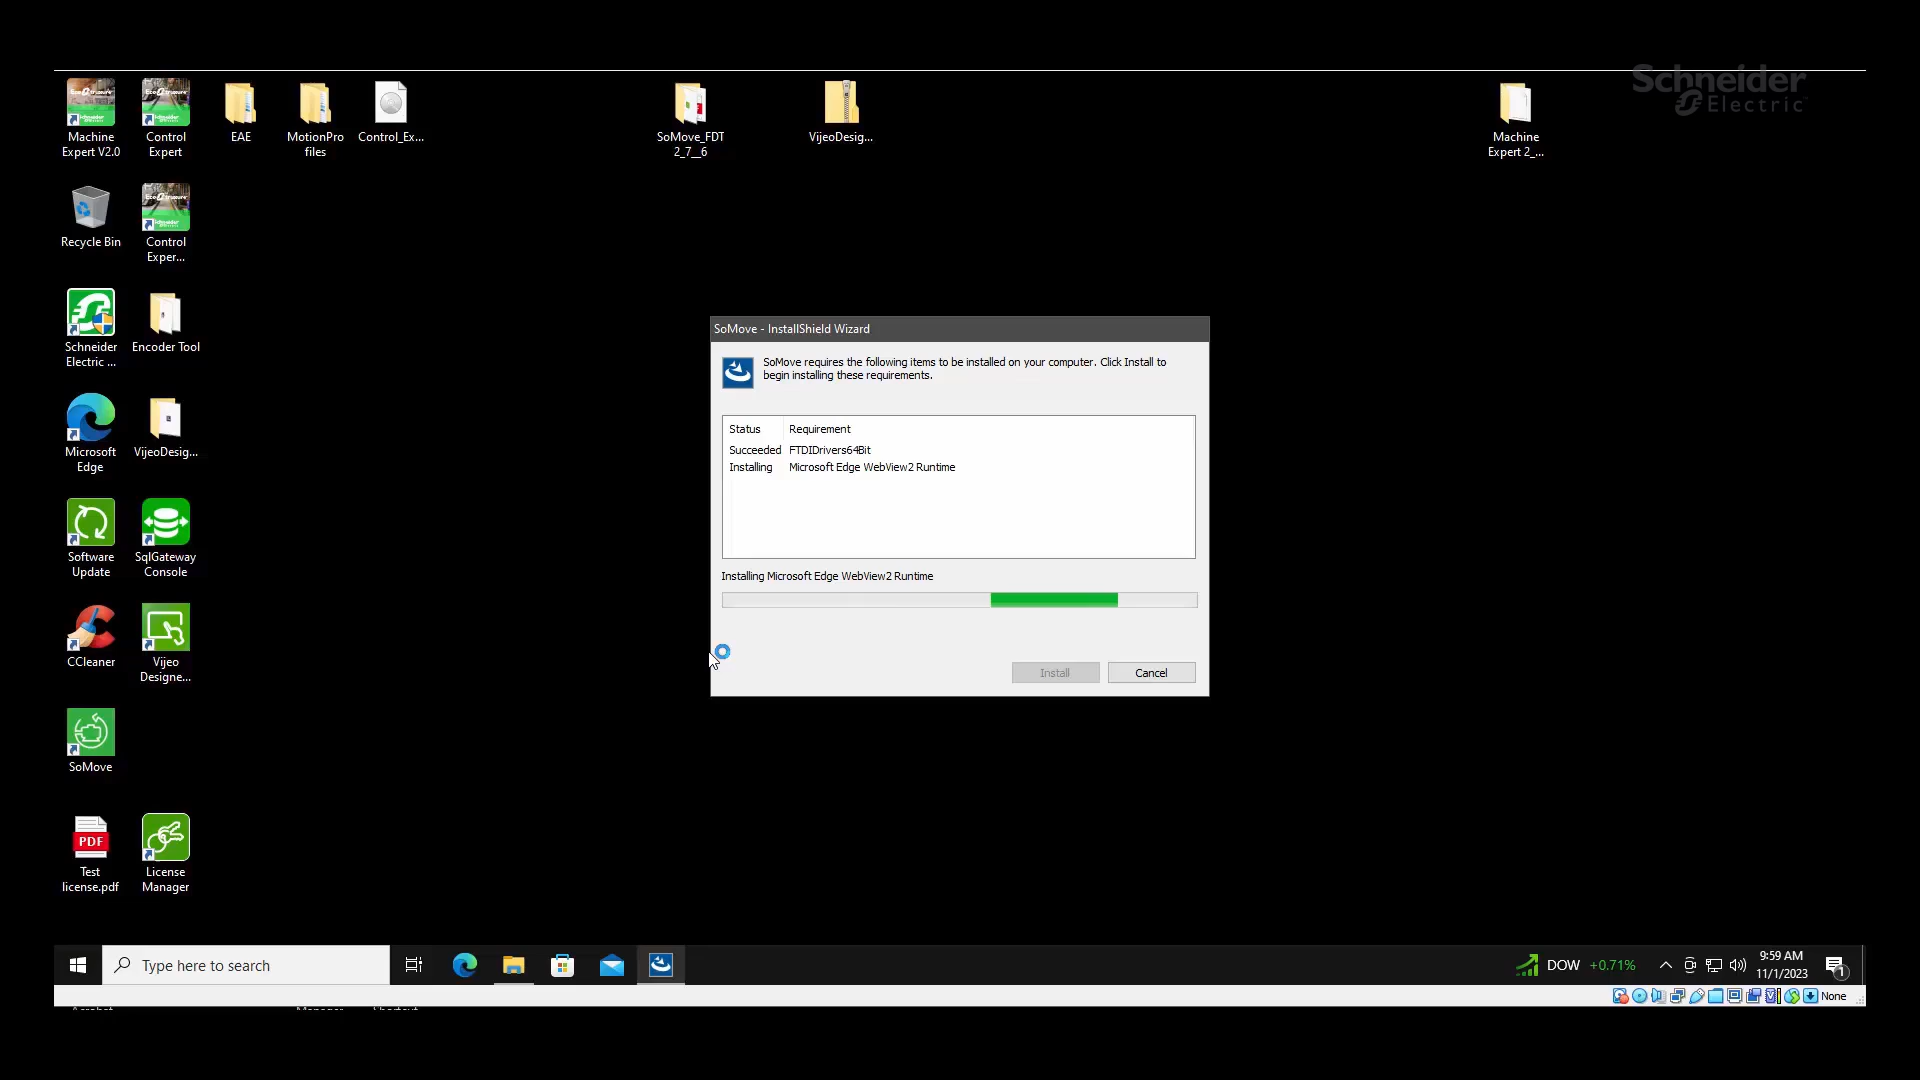 Schneider
Electric
Machine
Expert V2.0
Control
Expert
EAE
MotionPro
files
Control_Ex...
SoMove_FDT
2_7__6
VijeoDesig...
Machine
Expert 2_...
Recycle Bin
Control
Exper...
Schneider
Electric ...
Encoder Tool
Microsoft
Edge
VijeoDesig...
Software
Update
SqlGateway
Console
CCleaner
Vijeo
Designe...
SoMove
PDF
Test
license.pdf
License
Manager
SoMove - InstallShield Wizard
SoMove requires the following items to be installed on your computer. Click Install to
begin installing these requirements.
Status Requirement
Succeeded FTDIDrivers64Bit
Installing Microsoft Edge WebView2 Runtime
Installing Microsoft Edge WebView2 Runtime
Install Cancel
Type here to search
DOW +0.71%
9:59 AM
11/1/2023
1
None